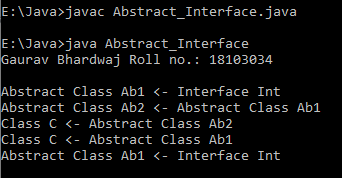 E:\Java>javac Abstract_Interface.java
E:\Java>java Abstract_Interface
Gaurav Bhardwaj Roll no.: 18103034
Abstract Class Ab1 <- Interface Int
Abstract Class Ab2 <- Abstract Class Ab1
Class C <- Abstract Class Ab2
Class C <- Abstract Class Ab1
Abstract Class Ab1 <- Interface Int